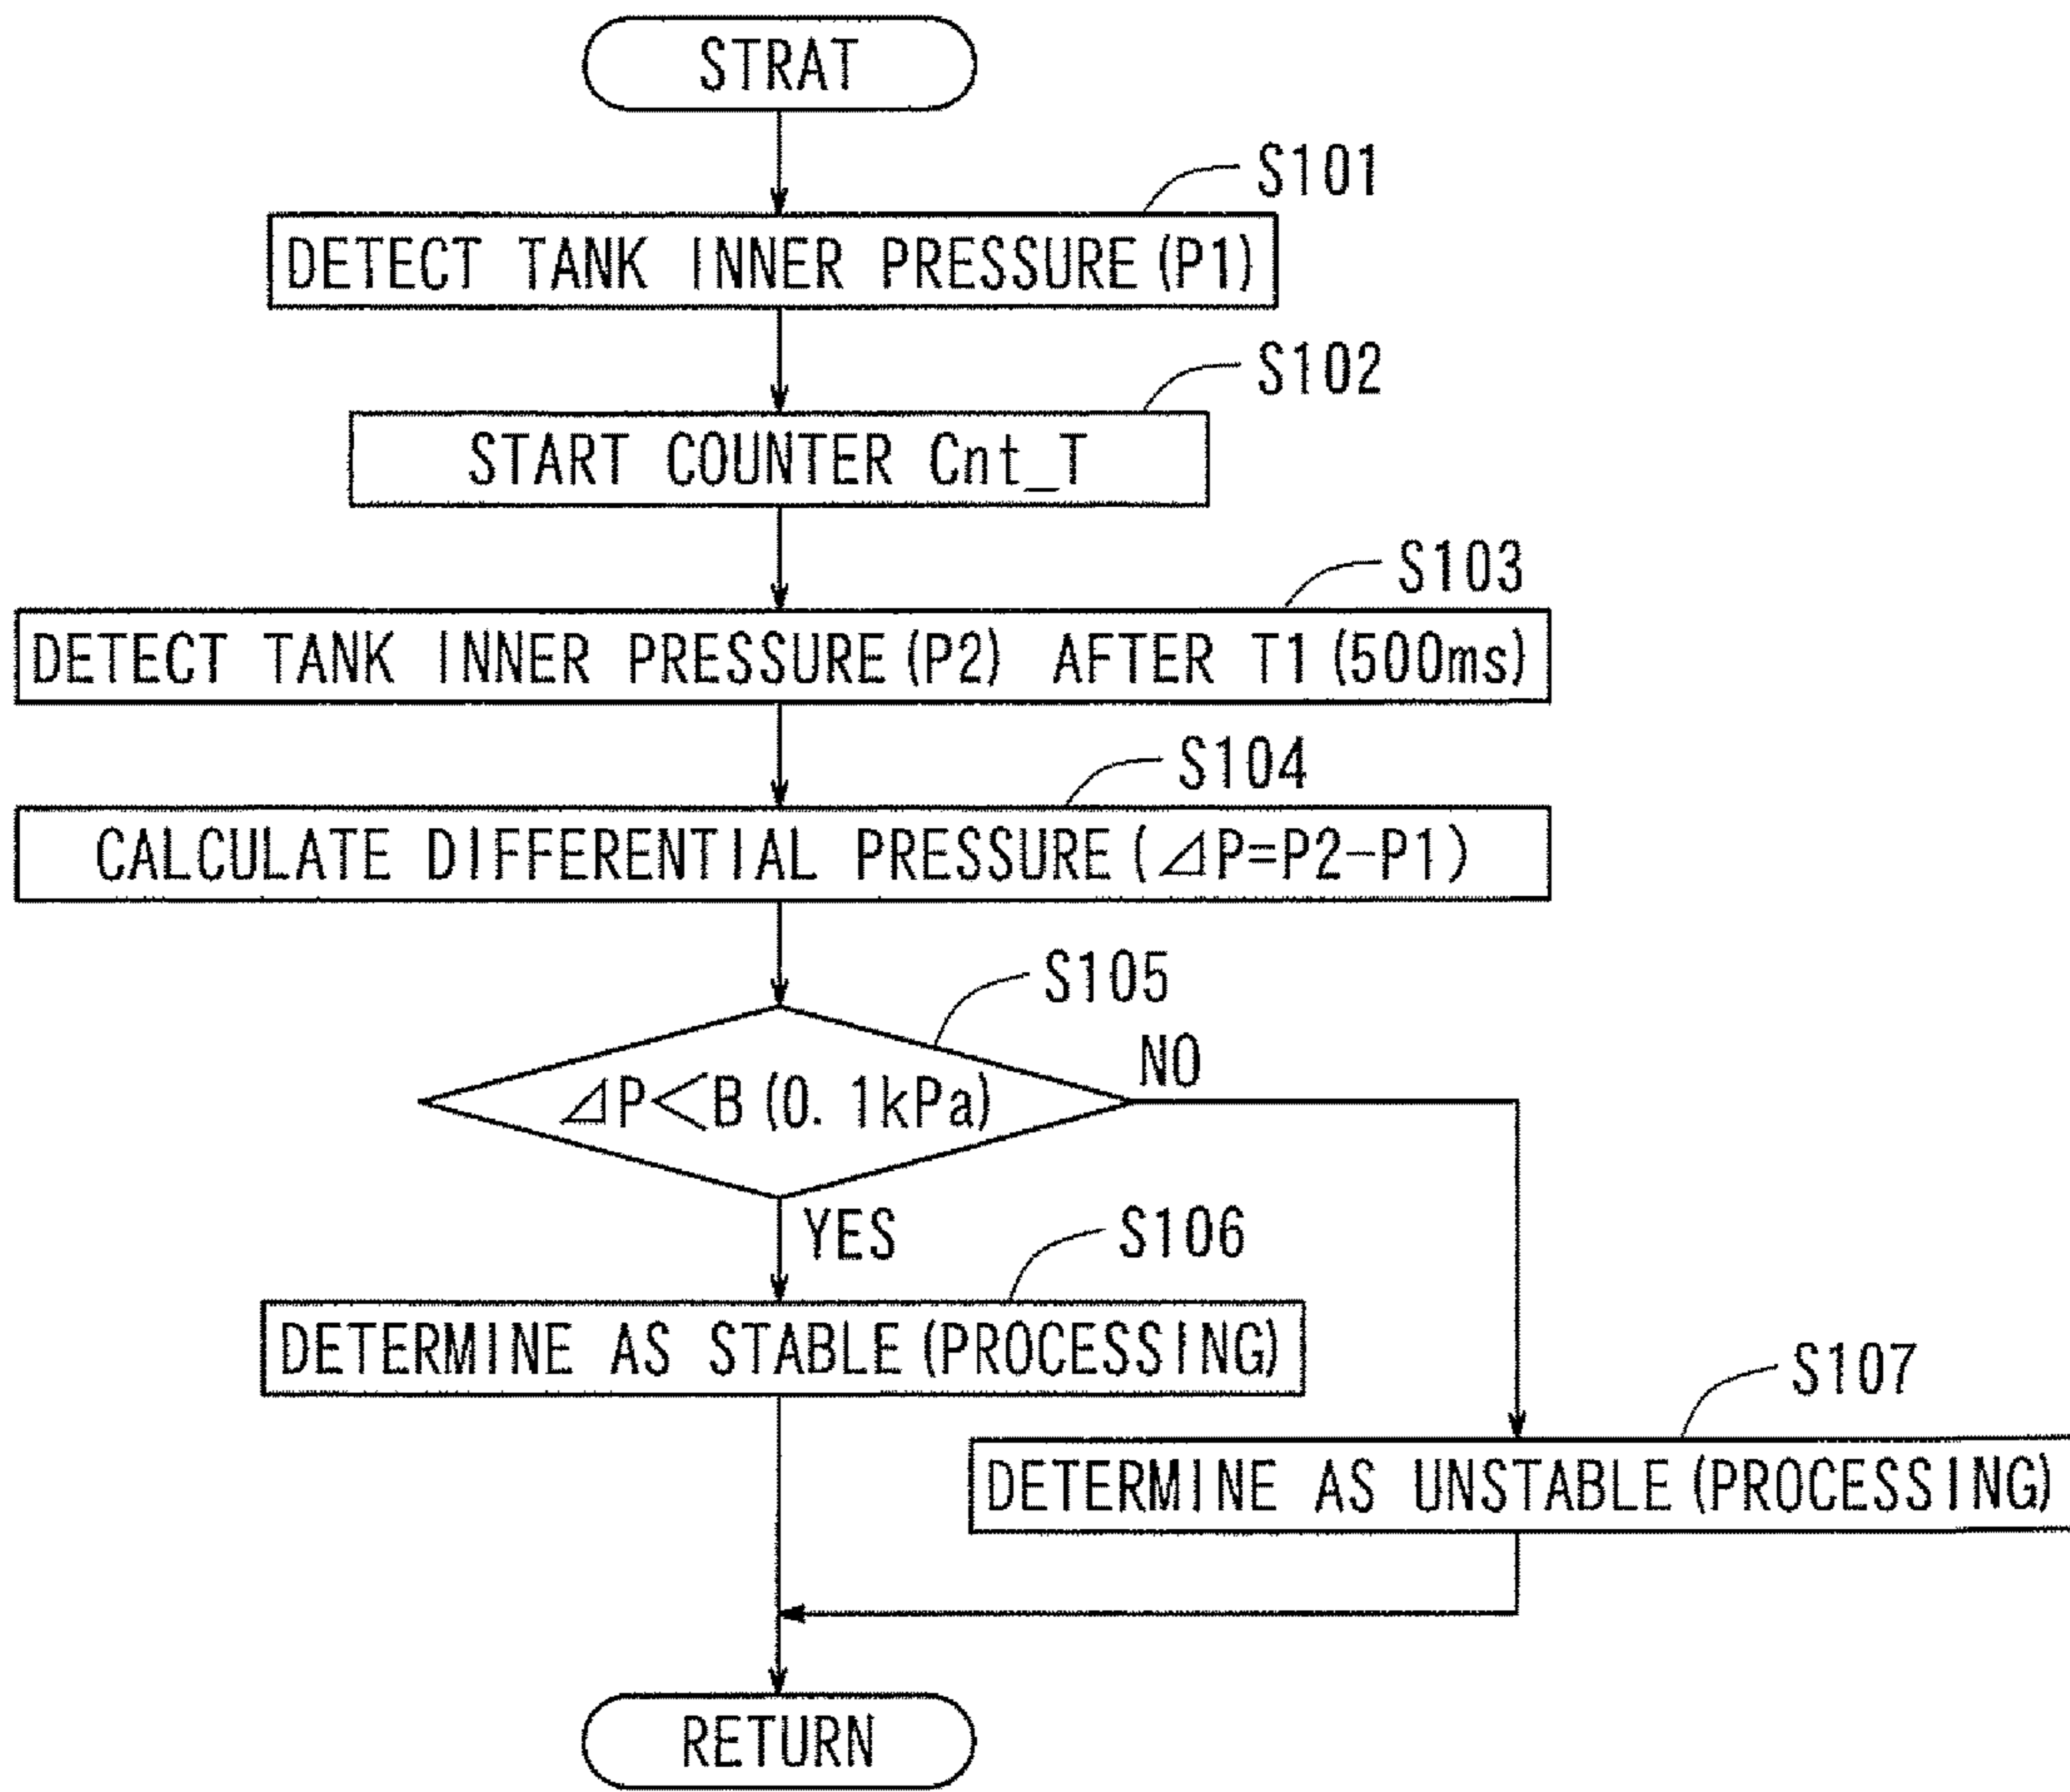 STRAT
S101
DETECT TANK INNER PRESSURE(P1)
S102
START COUNTER Cnt_T
S103
DETECT TANK INNER PRESSURE(P2) AFTER T1(500ms)
S104
CALCULATE DIFFERENTIAL PRESSURE(⊿P=P2-P1)
S105
⊿P<B(0.1kPa)
NO
YES
S106
DETERMINE AS STABLE(PROCESSING)
S107
DETERMINE AS UNSTABLE(PROCESSING)
RETURN